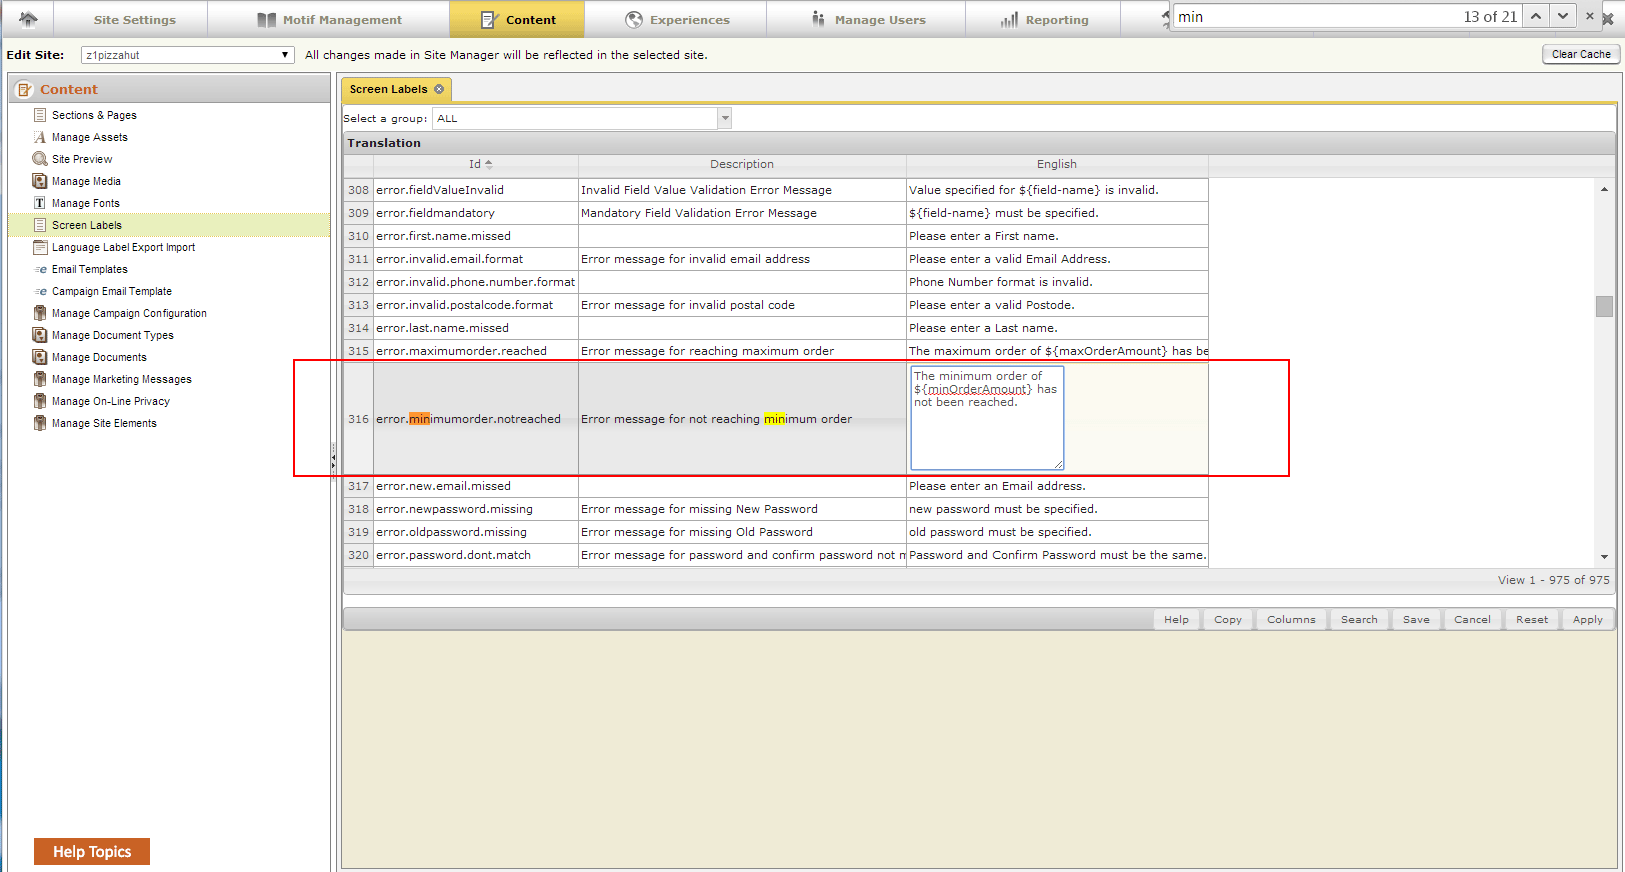 Site Settings
Motif Management
Content
Experiences
Manage Users
Reporting
min
13 of 21
Edit Site:
z1pizzahut
All changes made in Site Manager will be reflected in the selected site.
Clear Cache
Content
Sections & Pages
Manage Assets
Site Preview
Manage Media
Manage Fonts
Screen Labels
Language Label Export Import
Email Templates
Campaign Email Template
Manage Campaign Configuration
Manage Document Types
Manage Documents
Manage Marketing Messages
Manage On-Line Privacy
Manage Site Elements
Help Topics
Screen Labels
Select a group: ALL
Translation
Id Description English
308 error.fieldValueInvalid Invalid Field Value Validation Error Message Value specified for ${field-name} is invalid.
309 error.fieldmandatory Mandatory Field Validation Error Message ${field-name} must be specified.
310 error.first.name.missed Please enter a First name.
311 error.invalid.email.format Error message for invalid email address Please enter a valid Email Address.
312 error.invalid.phone.number.format Phone Number format is invalid.
313 error.invalid.postalcode.format Error message for invalid postal code Please enter a valid Postode.
314 error.last.name.missed Please enter a Last name.
315 error.maximumorder.reached Error message for reaching maximum order The maximum order of ${maxOrderAmount} has be
316 error.minimumorder.notreached Error message for not reaching minimum order
The minimum order of
${minOrderAmount} has
not been reached.
317 error.new.email.missed Please enter an Email address.
318 error.newpassword.missing Error message for missing New Password new password must be specified.
319 error.oldpassword.missing Error message for missing Old Password old password must be specified.
320 error.password.dont.match Error message for password and confirm password not m Password and Confirm Password must be the same.
View 1 - 975 of 975
Help Copy Columns Search Save Cancel Reset Apply